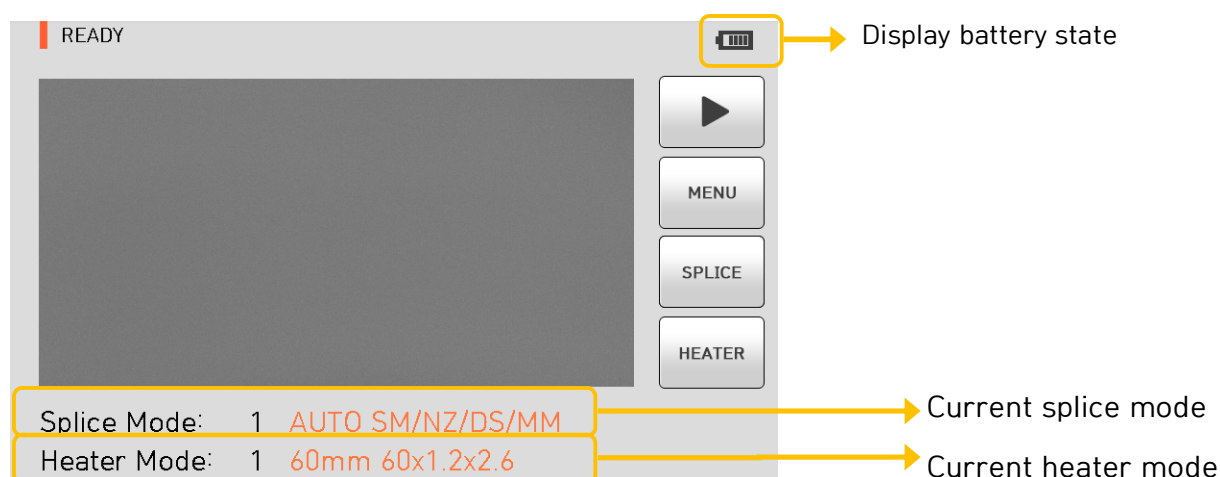 READY
Display battery state
MENU
SPLICE
HEATER
Splice Mode: 1 AUTO SM/NZ/DS/MM
Current splice mode
Heater Mode: 1 60mm 60x1.2x2.6
Current heater mode